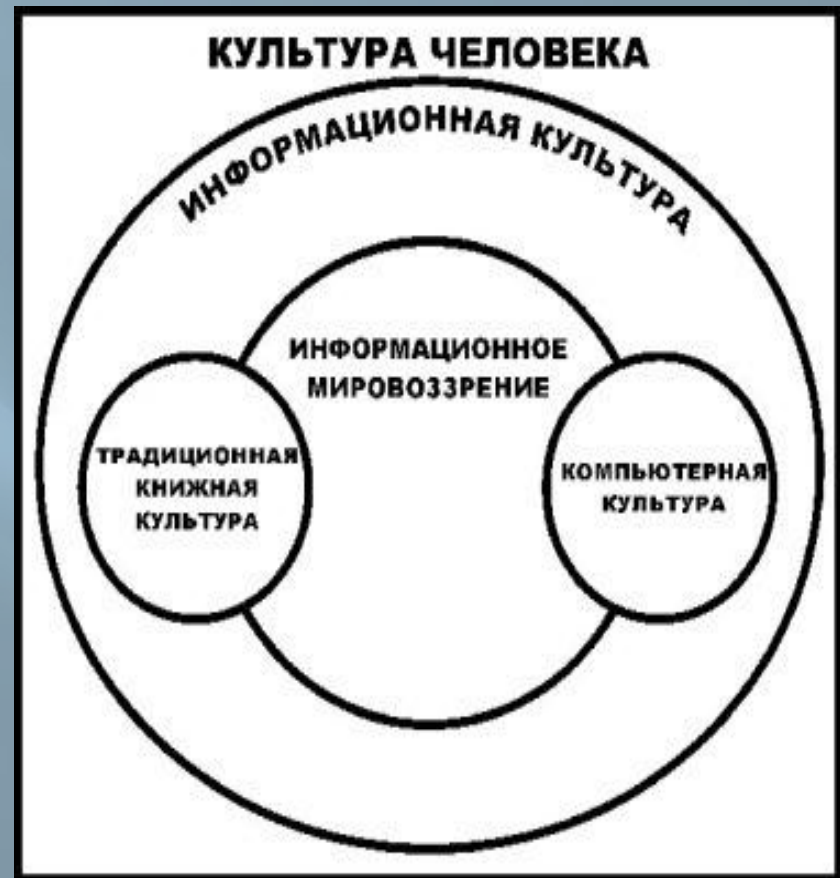 КУЛЬТУРА ЧЕЛОВЕКА
ИНФОРМАЦИОННАЯ КУЛЬТУРА
ИНФОРМАЦИОННОЕ
МИРОВОЗЗРЕНИЕ
ТРАДИЦИОННАЯ
КНИЖНАЯ
КУЛЬТУРА
КОМПЬЮТЕРНАЯ
КУЛЬТУРА